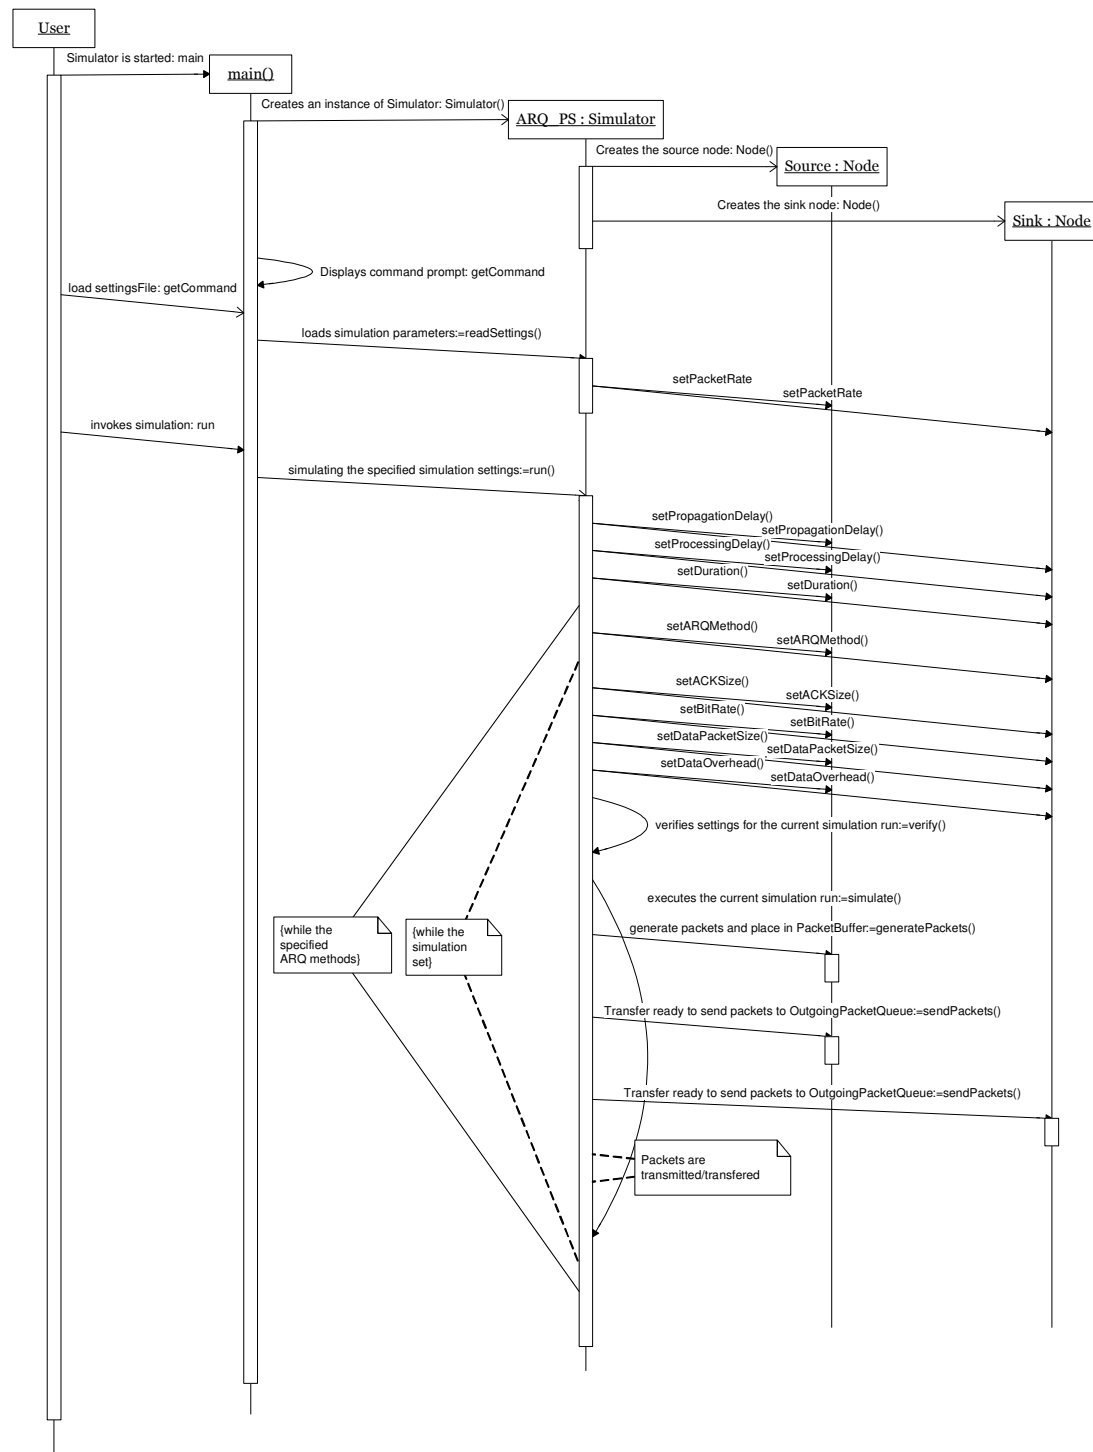 User
Simulator is started: main
main()
Creates an instance of Simulator: Simulator()
ARQ_PS : Simulator
Creates the source node: Node()
Source : Node
Creates the sink node: Node()
Sink : Node
Displays command prompt: getCommand
load settingsFile: getCommand
loads simulation parameters:=readSettings()
setPacketRate
setPacketRate
invokes simulation: run
simulating the specified simulation settings:=run()
setPropagationDelay()
setPropagationDelay()
setProcessingDelay()
setProcessingDelay()
setDuration()
setDuration()
setARQMethod()
setARQMethod()
setACKSize()
setACKSize()
setBitRate()
setBitRate()
setDataPacketSize()
setDataPacketSize()
setDataOverhead()
setDataOverhead()
verifies settings for the current simulation run:=verify()
executes the current simulation run:=simulate()
generate packets and place in PacketBuffer:=generatePackets()
{while the
specified
ARQ methods}
{while the
simulation
set}
Transfer ready to send packets to OutgoingPacketQueue:=sendPackets()
Transfer ready to send packets to OutgoingPacketQueue:=sendPackets()
Packets are
transmitted/transfered